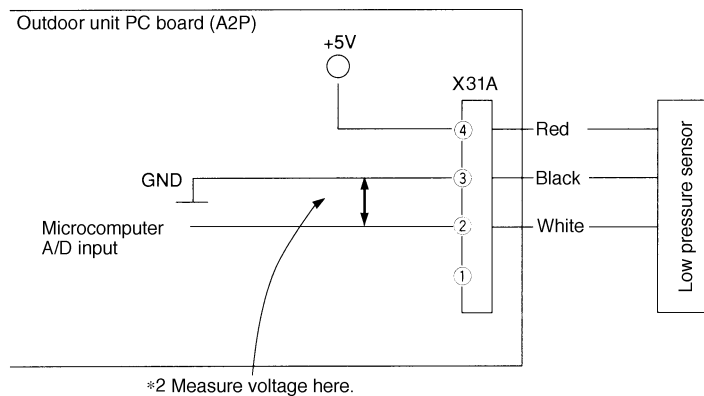 Outdoor unit PC board (A2P)
+5V
X31A
④
Red
GND
③
Black
Microcomputer
A/D input
②
White
①
Low pressure sensor
*2 Measure voltage here.